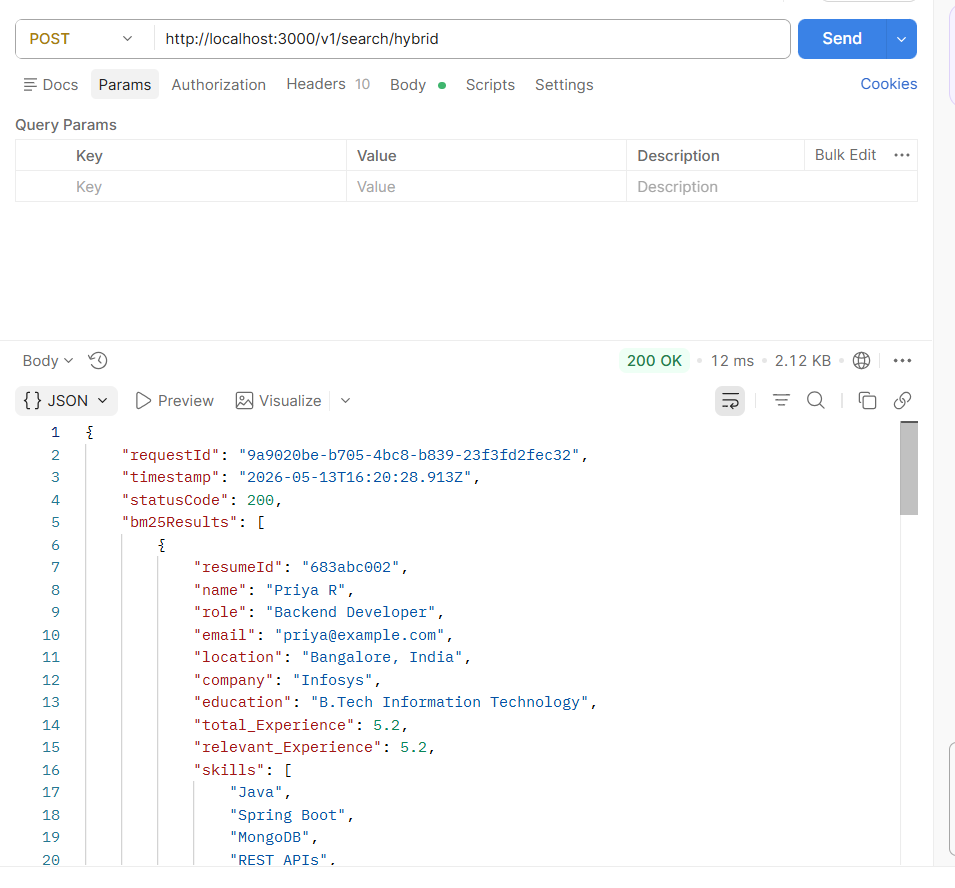 POST http://localhost:3000/v1/search/hybrid Send
Docs Params Authorization Headers 10 Body Scripts Settings Cookies
Query Params
Key Value Description Bulk Edit
Key Value Description
Body 200 OK 12 ms 2.12 KB
{} JSON Preview Visualize
1 {
2 "requestId": "9a9020be-b705-4bc8-b839-23f3fd2fec32",
3 "timestamp": "2026-05-13T16:20:28.913Z",
4 "statusCode": 200,
5 "bm25Results": [
6 {
7 "resumeId": "683abc002",
8 "name": "Priya R",
9 "role": "Backend Developer",
10 "email": "priya@example.com",
11 "location": "Bangalore, India",
12 "company": "Infosys",
13 "education": "B.Tech Information Technology",
14 "total_Experience": 5.2,
15 "relevant_Experience": 5.2,
16 "skills": [
17 "Java",
18 "Spring Boot",
19 "MongoDB",
20 "REST APIs",